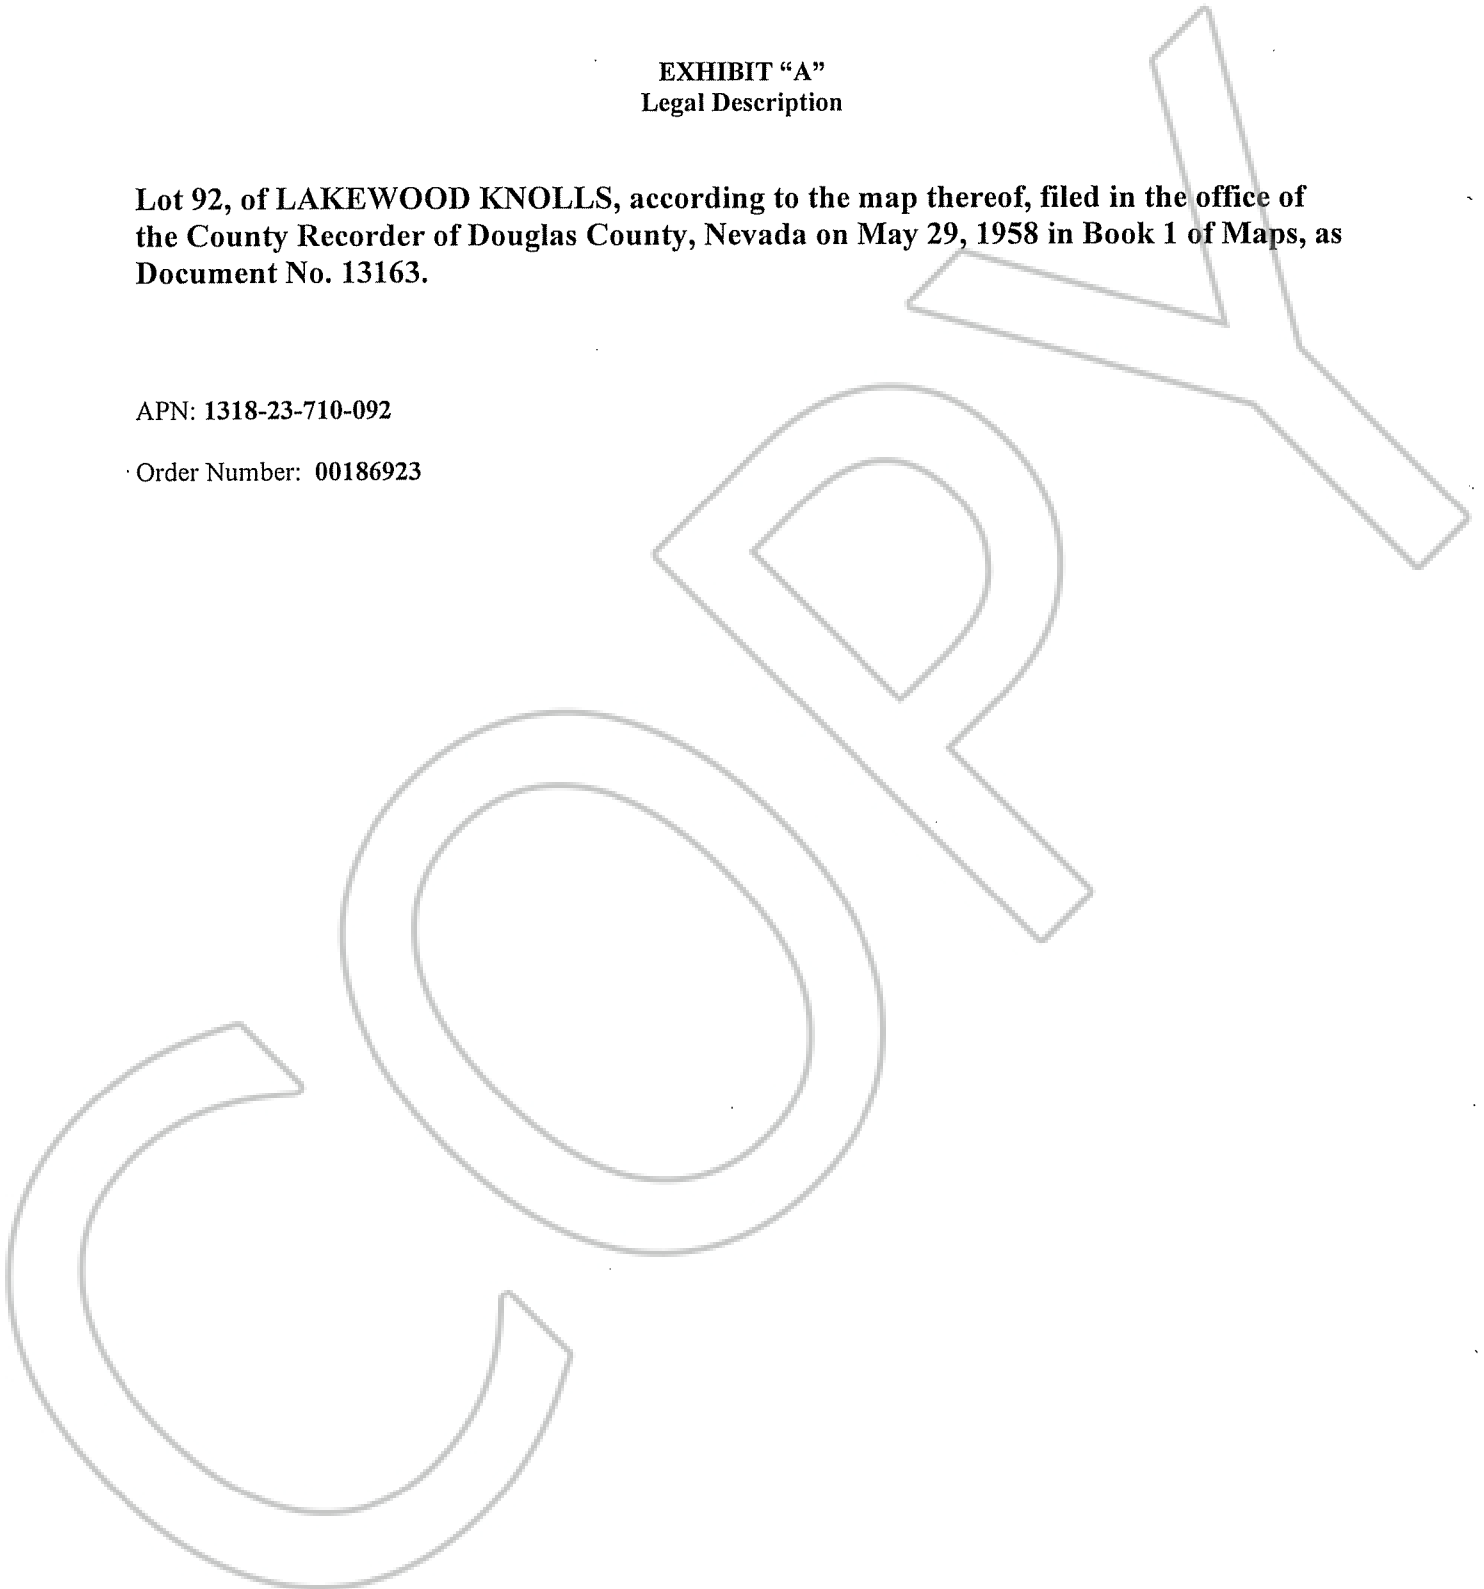 EXHIBIT “A”
Legal Description
Lot 92, of LAKEWOOD KNOLLS, according to the map thereof, filed in the office of
the County Recorder of Douglas County, Nevada on May 29, 1958 in Book 1 of Maps, as
Document No. 13163.
APN: 1318-23-710-092
Order Number: 00186923
COPY